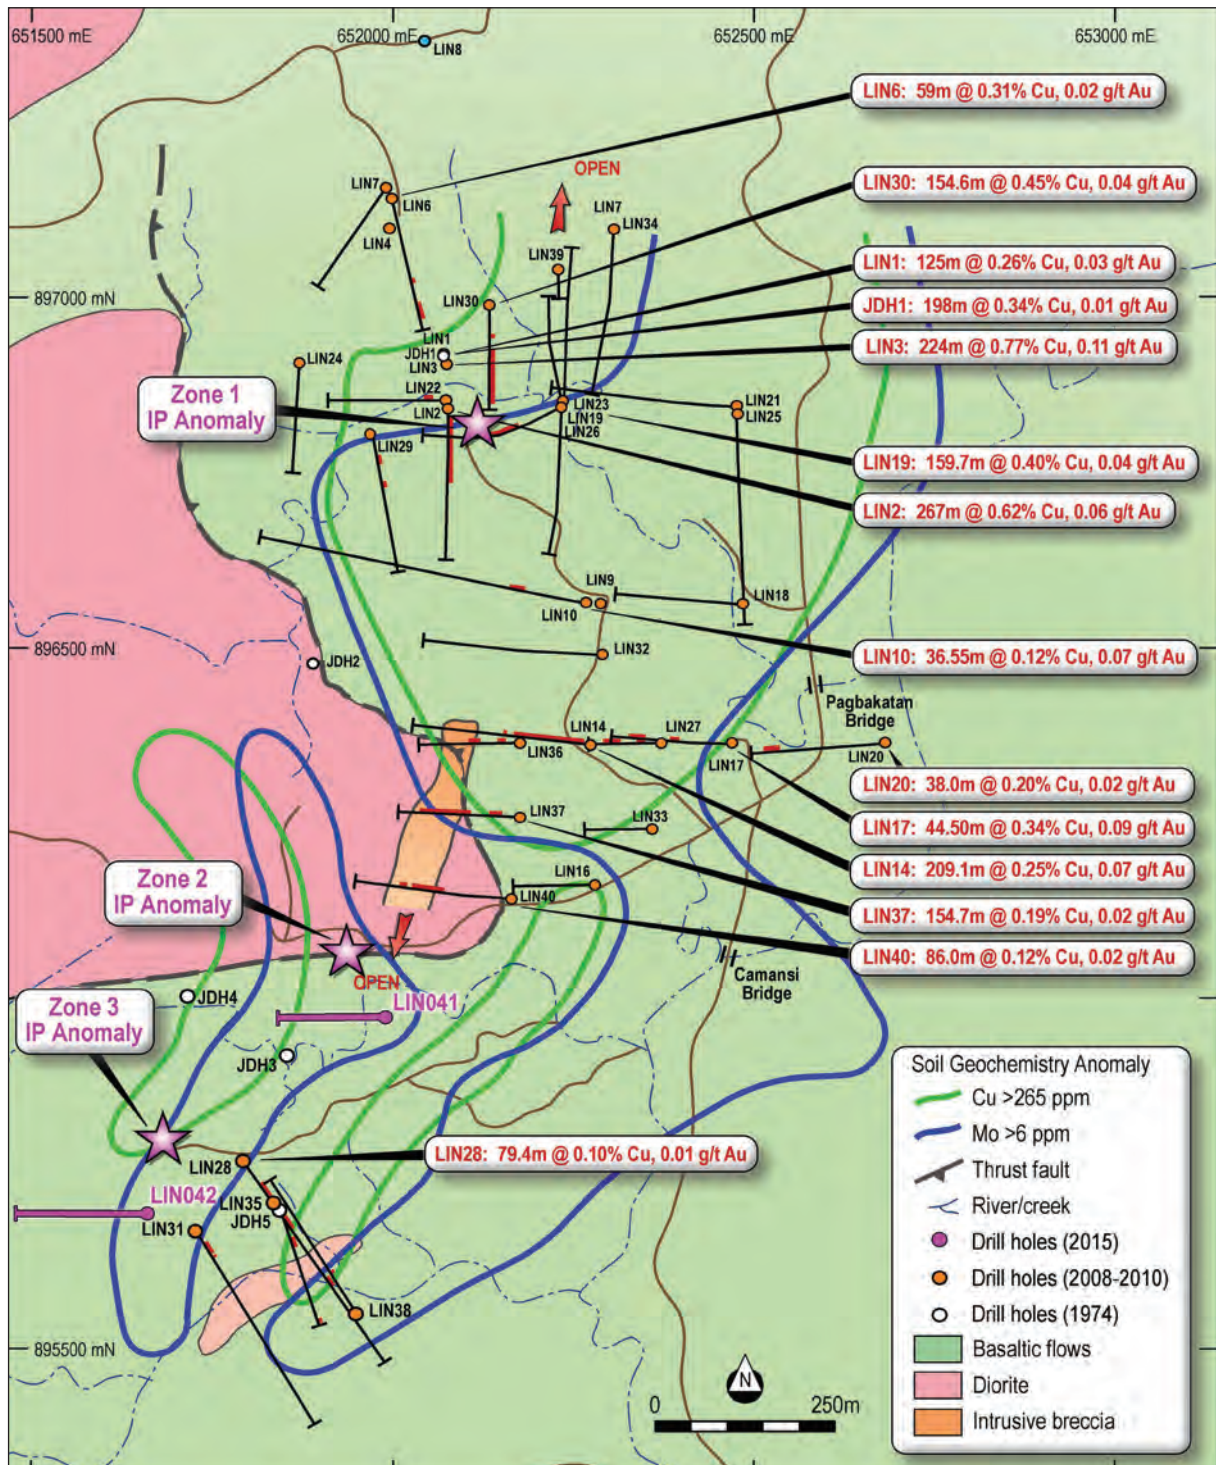 651500 mE
652000 mE
652500 mE
653000 mE
LIN8
LIN6: 59m @ 0.31% Cu, 0.02 g/t Au
OPEN
LIN7
LIN6
LIN4
LIN30: 154.6m @ 0.45% Cu, 0.04 g/t Au
LIN7
LIN34
LIN39
LIN1: 125m @ 0.26% Cu, 0.03 g/t Au
897000 mN
LIN30
JDH1: 198m @ 0.34% Cu, 0.01 g/t Au
LIN1
JDH1
LIN3
LIN3: 224m @ 0.77% Cu, 0.11 g/t Au
LIN24
Zone 1
IP Anomaly
LIN22
LIN2
LIN23
LIN19
LIN26
LIN21
LIN25
LIN29
LIN19: 159.7m @ 0.40% Cu, 0.04 g/t Au
LIN2: 267m @ 0.62% Cu, 0.06 g/t Au
LIN9
LIN10
LIN18
896500 mN
JDH2
LIN32
LIN10: 36.55m @ 0.12% Cu, 0.07 g/t Au
Pagbakatan
Bridge
LIN36
LIN14
LIN27
LIN17
LIN20
LIN20: 38.0m @ 0.20% Cu, 0.02 g/t Au
LIN37
LIN33
LIN17: 44.50m @ 0.34% Cu, 0.09 g/t Au
LIN14: 209.1m @ 0.25% Cu, 0.07 g/t Au
Zone 2
IP Anomaly
LIN16
LIN40
LIN37: 154.7m @ 0.19% Cu, 0.02 g/t Au
LIN40: 86.0m @ 0.12% Cu, 0.02 g/t Au
Camansi
Bridge
OPEN
Zone 3
IP Anomaly
JDH4
LIN041
JDH3
LIN28: 79.4m @ 0.10% Cu, 0.01 g/t Au
LIN28
LIN042
LIN35
JDH5
LIN31
LIN38
895500 mN
N
0
250m
Soil Geochemistry Anomaly
Cu >265 ppm
Mo >6 ppm
Thrust fault
River/creek
Drill holes (2015)
Drill holes (2008-2010)
Drill holes (1974)
Basaltic flows
Diorite
Intrusive breccia